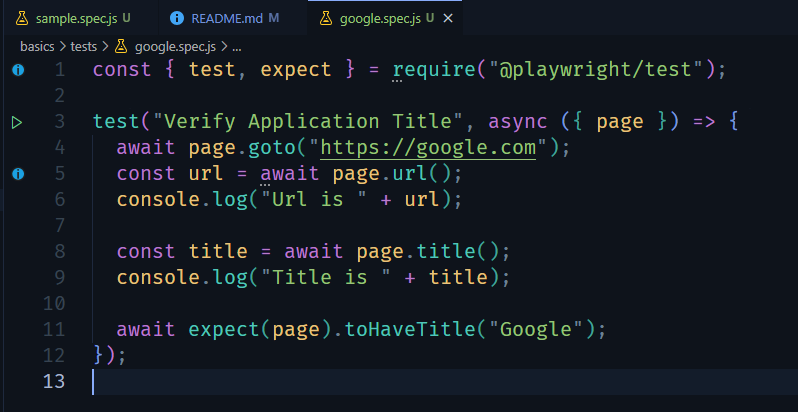 sample.spec.js U README.md M google.spec.js U ×
basics > tests > google.spec.js > ...
1 const { test, expect } = require("@playwright/test");
2
3 test("Verify Application Title", async ({ page }) => {
4 await page.goto("https://google.com");
5 const url = await page.url();
6 console.log("Url is " + url);
7
8 const title = await page.title();
9 console.log("Title is " + title);
10
11 await expect(page).toHaveTitle("Google");
12 });
13